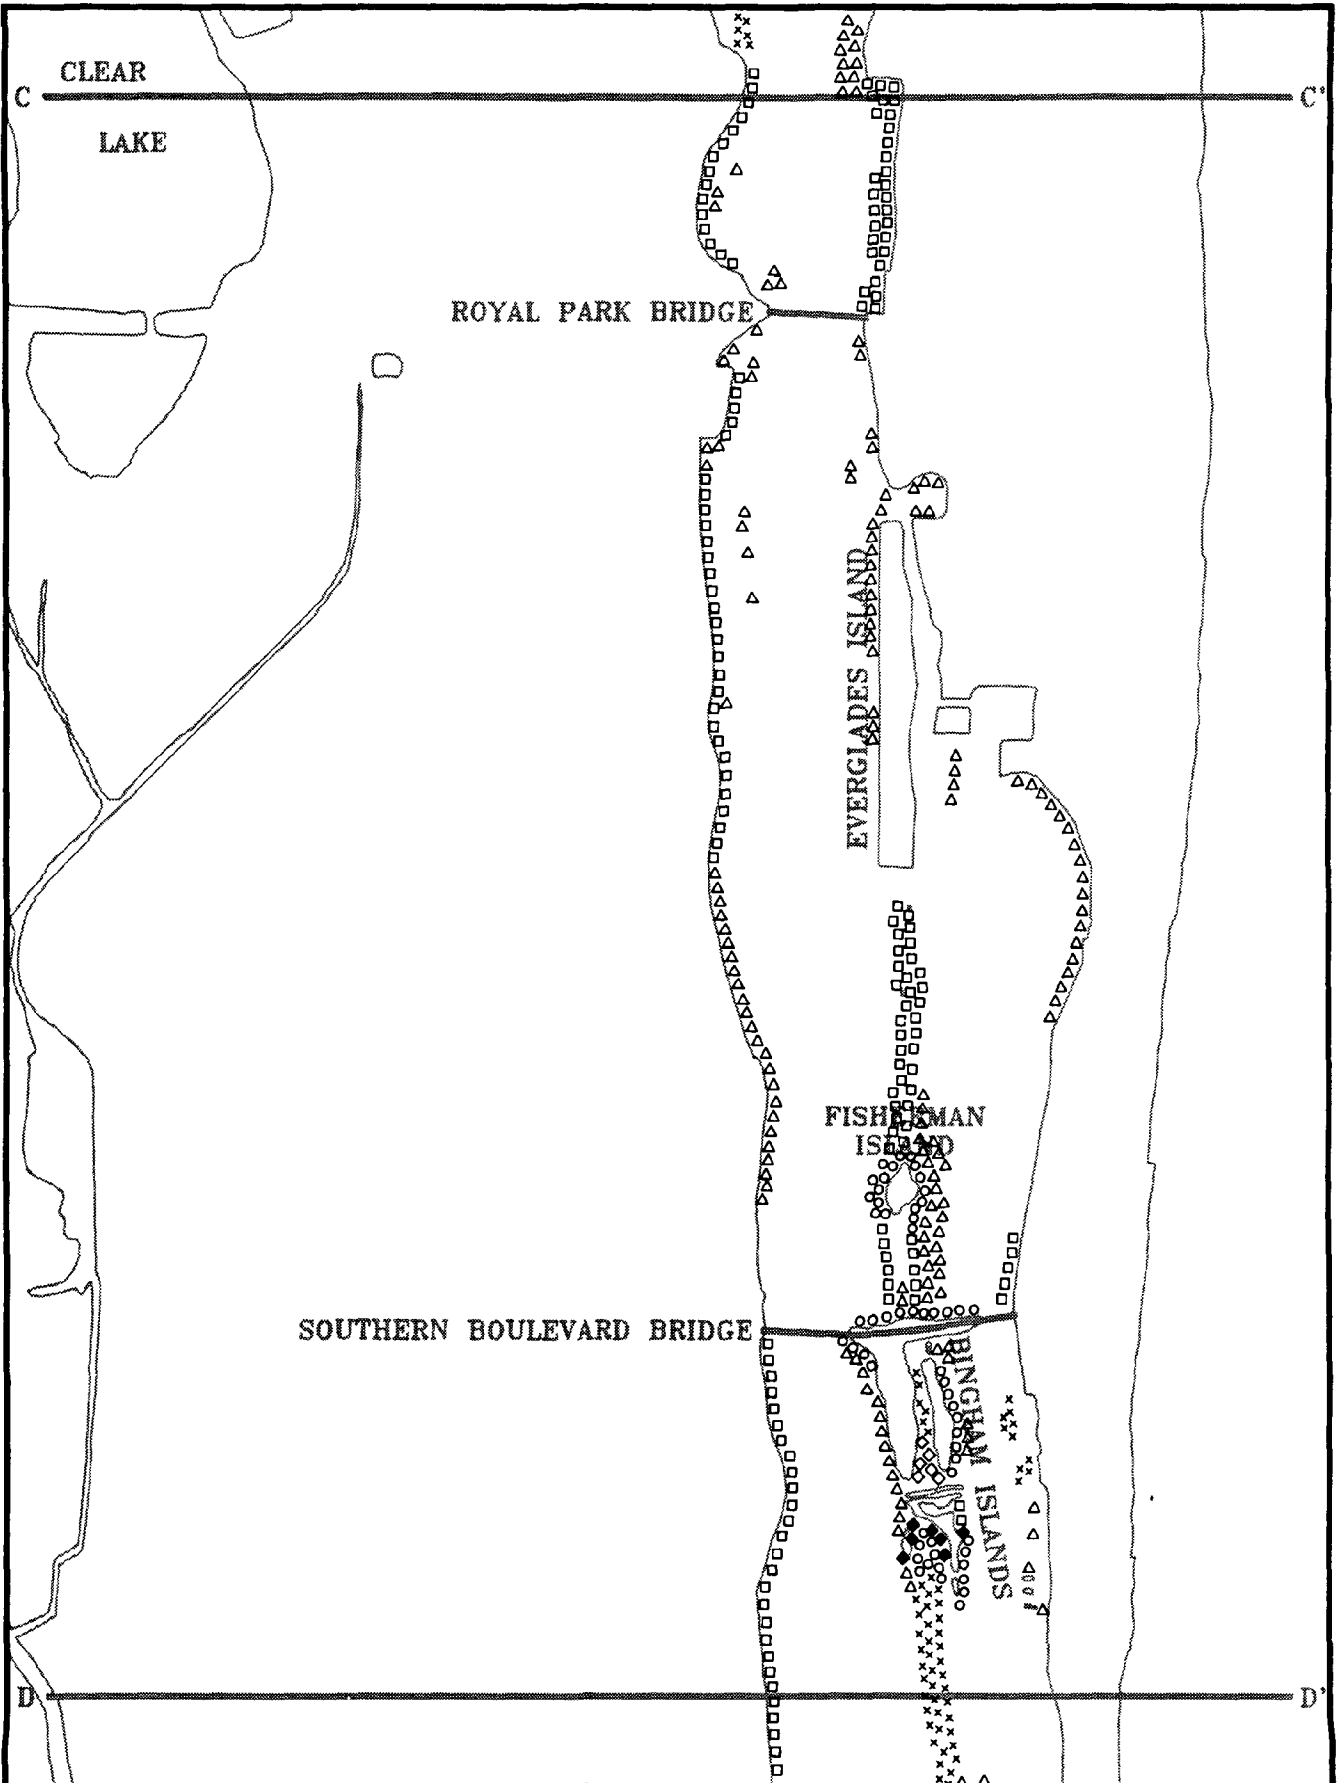 CLEAR
C C'
LAKE
ROYAL PARK BRIDGE
EVERGLADES ISLAND
FISHERMAN
ISLAND
SOUTHERN BOULEVARD BRIDGE
BINGHAM ISLANDS
D D'